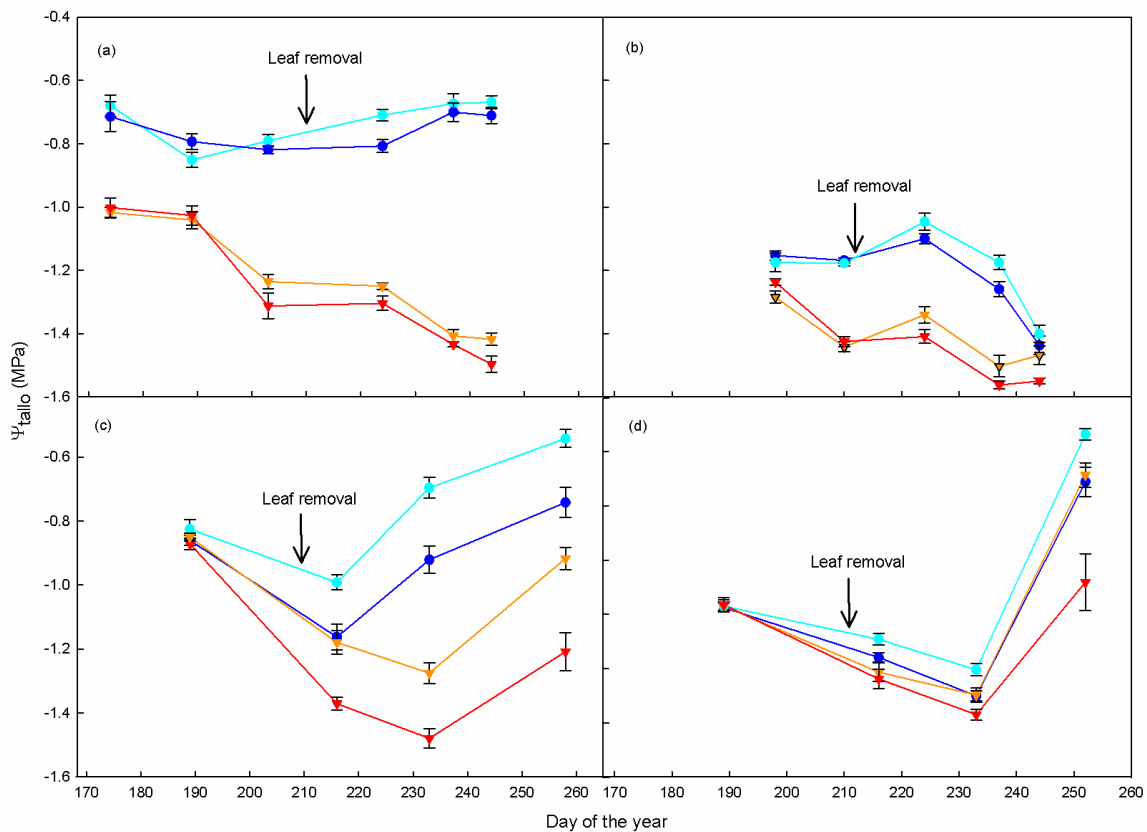 -0.4
(a)
(b)
Leaf removal
-0.6
-0.8
-1.0
Leaf removal
-1.2
-1.4
-1.6
Ψtallo (MPa)
(c)
(d)
-0.6
Leaf removal
-0.8
-1.0
Leaf removal
-1.2
-1.4
-1.6
170 180 190 200 210 220 230 240 250 260 170 180 190 200 210 220 230 240 250 260
Day of the year